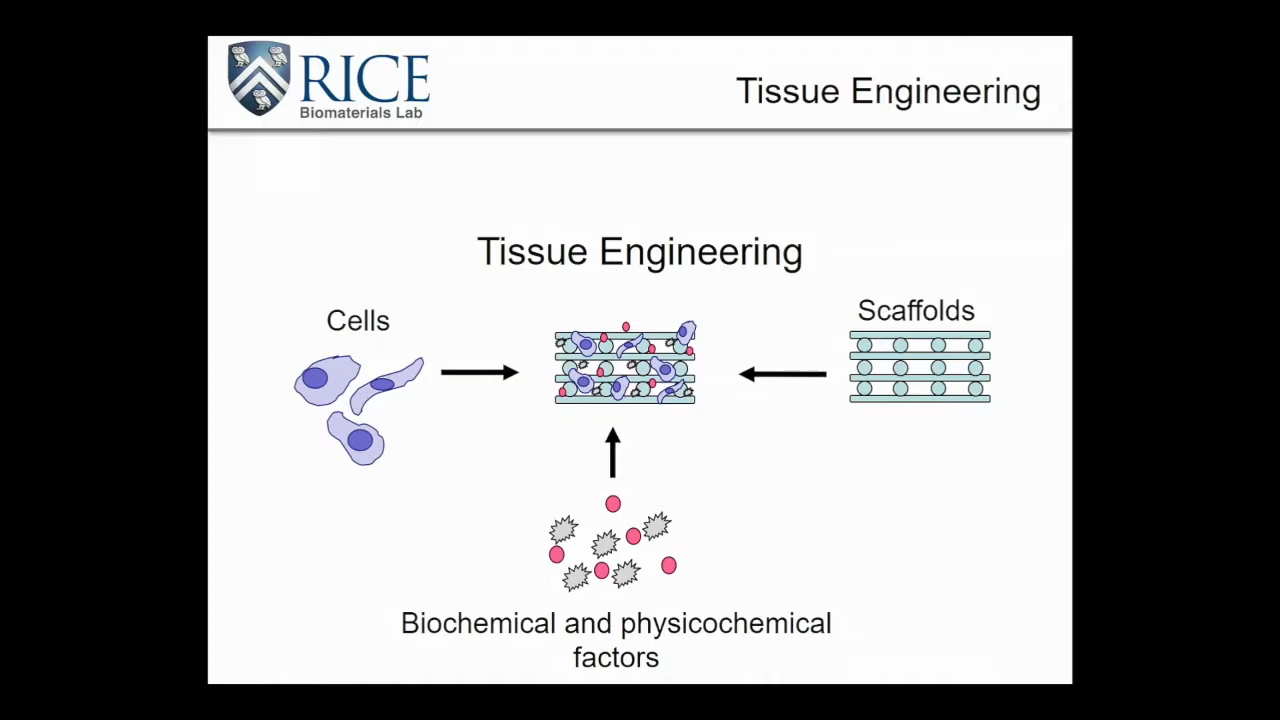 RICE
Biomaterials Lab
Tissue Engineering
Tissue Engineering
Cells
Scaffolds
Biochemical and physicochemical
factors